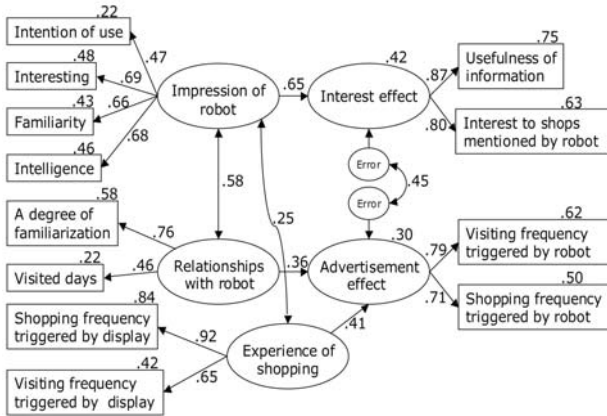 .22
Intention of use
.47
.48
Interesting
.69
.43
Familiarity
.66
.46
Intelligence
.68
Impression of
robot
.65
.42
Interest effect
.87
.80
.75
Usefulness of
information
.63
Interest to shops
mentioned by robot
Error
.45
Error
.58
.25
.58
A degree of
familiarization
.76
.22
Visited days
.46
Relationships
with robot
.36
.30
Advertisement
effect
.79
.71
.62
Visiting frequency
triggered by robot
.50
Shopping frequency
triggered by robot
.84
Shopping frequency
triggered by display
.92
.42
Visiting frequency
triggered by display
.65
Experience of
shopping
.41